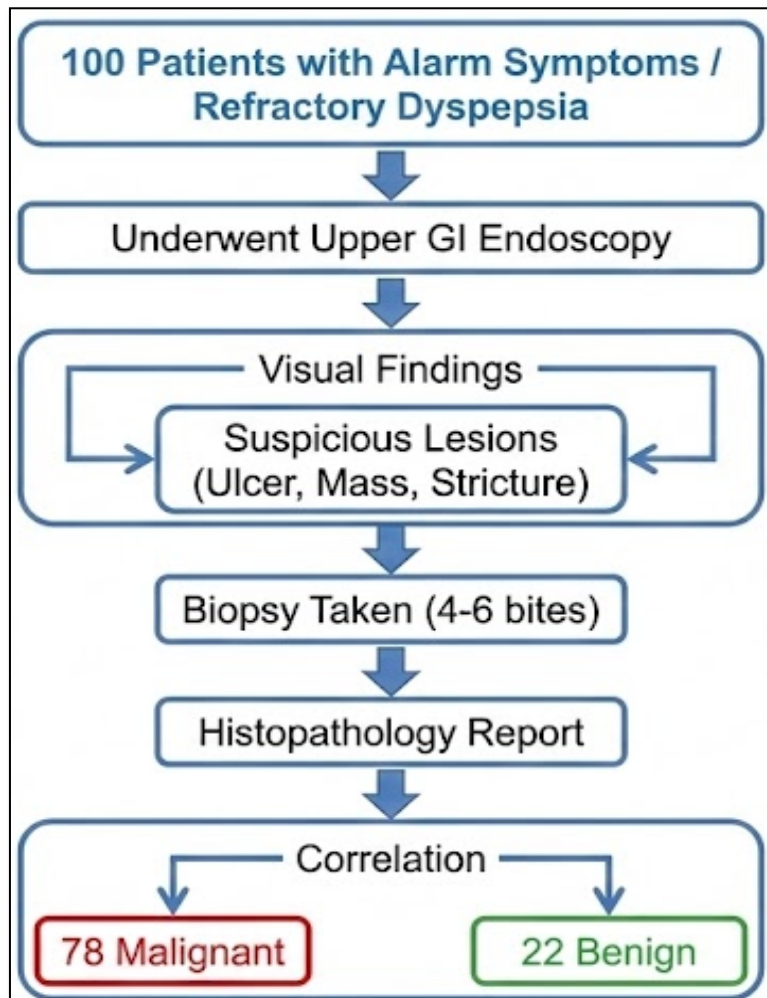 100 Patients with Alarm Symptoms /
Refractory Dyspepsia
Underwent Upper GI Endoscopy
Visual Findings
Suspicious Lesions
(Ulcer, Mass, Stricture)
Biopsy Taken (4-6 bites)
Histopathology Report
Correlation
78 Malignant
22 Benign